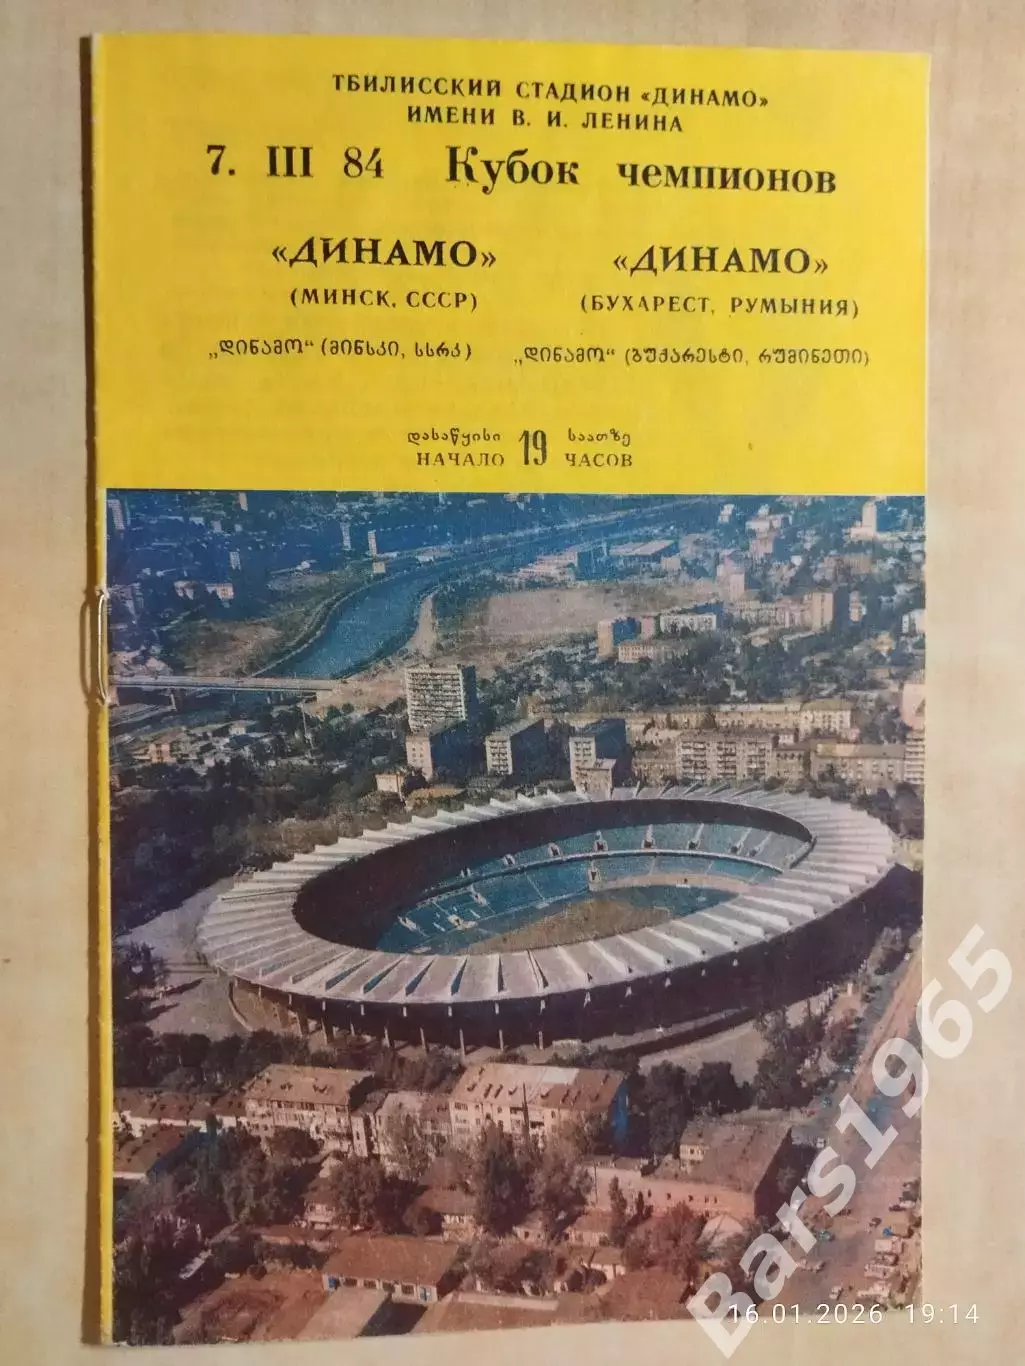 ТБИЛИССКИЙ СТАДИОН «ДИНАМО»
ИМЕНИ В. И. ЛЕНИНА
7. III 84 Кубок чемпионов
«ДИНАМО» «ДИНАМО»
(МИНСК, СССР) (БУХАРЕСТ, РУМЫНИЯ)
„დინამო“ (მინსკი, სსრკ) „დინამო“ (ბუქარესტი, რუმინეთი)
დასაწყისი 19 საათზე
НАЧАЛО ЧАСОВ
Bars1965
16.01.2026 19:14